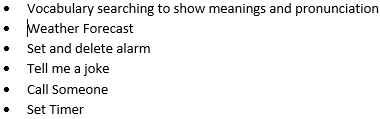 • Vocabulary searching to show meanings and pronunciation
• Weather Forecast
• Set and delete alarm
• Tell me a joke
• Call Someone
• Set Timer